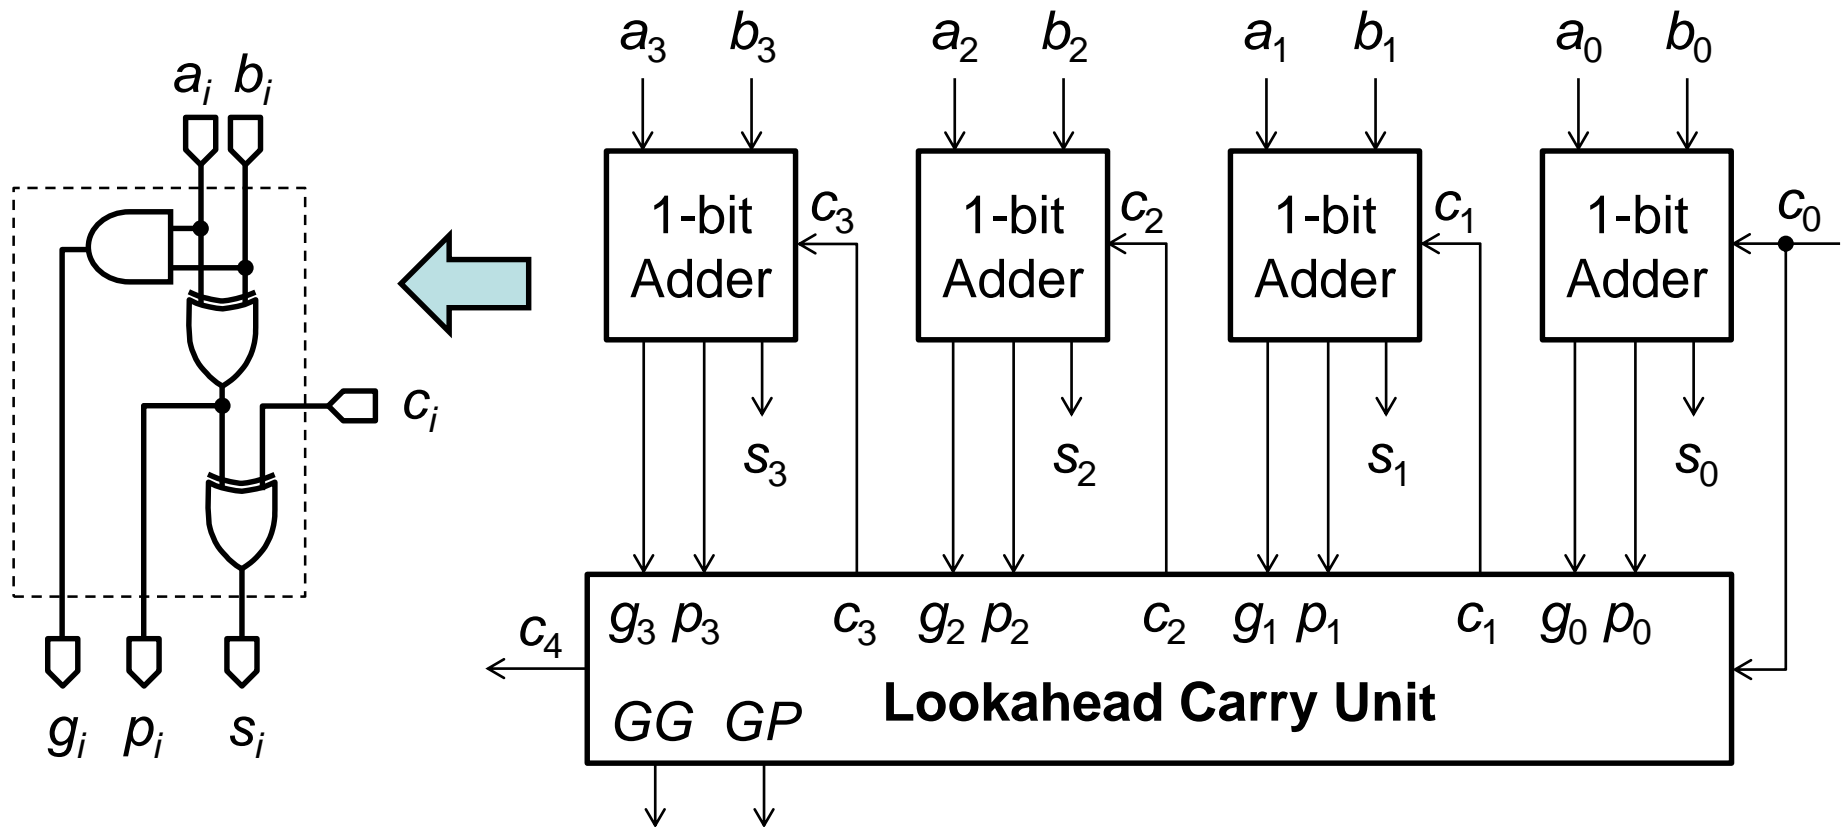 a₃ b₃ a₂ b₂ a₁ b₁ a₀ b₀
aᵢ bᵢ
1-bit Adder c₃ 1-bit Adder c₂ 1-bit Adder c₁ 1-bit Adder c₀
cᵢ
s₃ s₂ s₁ s₀
c₄ g₃ p₃ c₃ g₂ p₂ c₂ g₁ p₁ c₁ g₀ p₀
Lookahead Carry Unit
GG GP
gᵢ pᵢ sᵢ